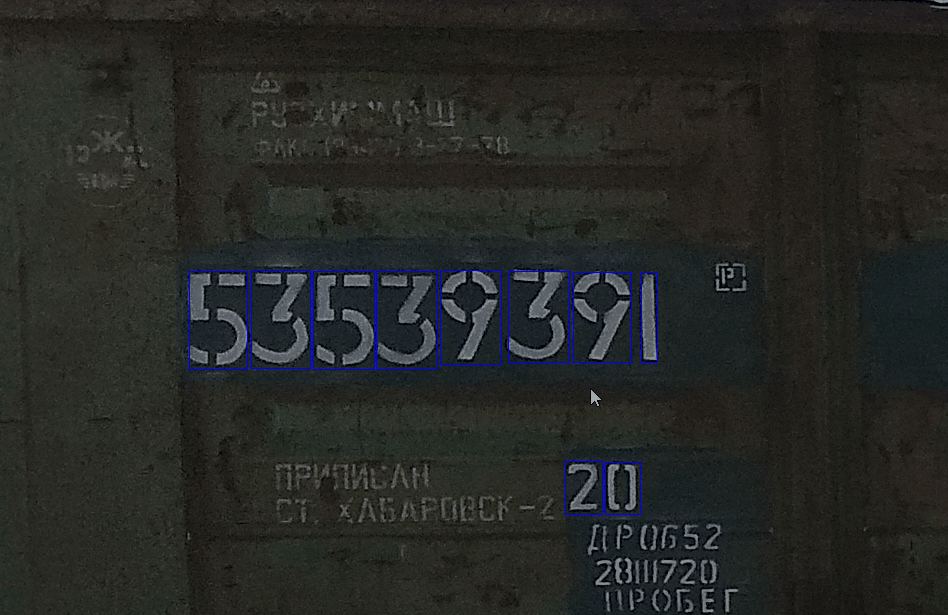 РУЗХИММАШ
Р
53539391
ПРИПИСАН
СТ. ХАБАРОВСК-2
20
ДР0652
28III720
ПРОБЕГ